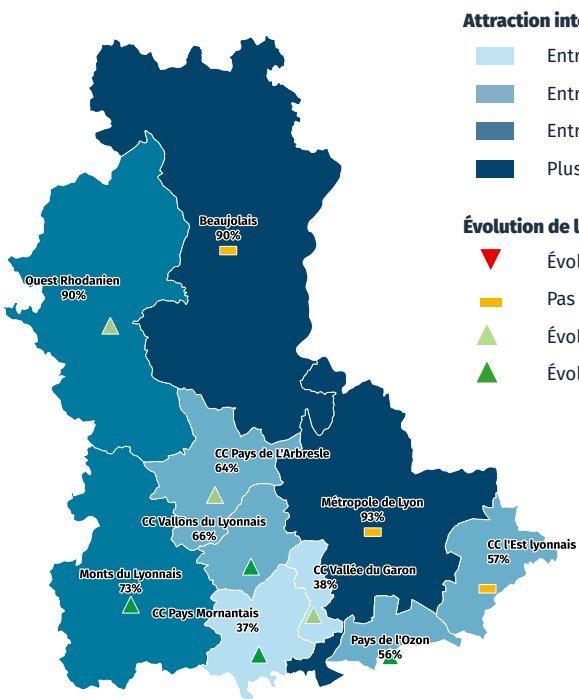 Attraction inte
Entr
Entr
Entr
Plus
Évolution de l
Évol
Pas
Évol
Évol
Beaujolais
90%
Ouest Rhodanien
90%
CC Pays de L'Arbresle
64%
CC Vallons du Lyonnais
66%
Métropole de Lyon
93%
CC l'Est lyonnais
57%
CC Vallée du Garon
38%
Monts du Lyonnais
73%
CC Pays Mornantais
37%
Pays de l'Ozon
56%